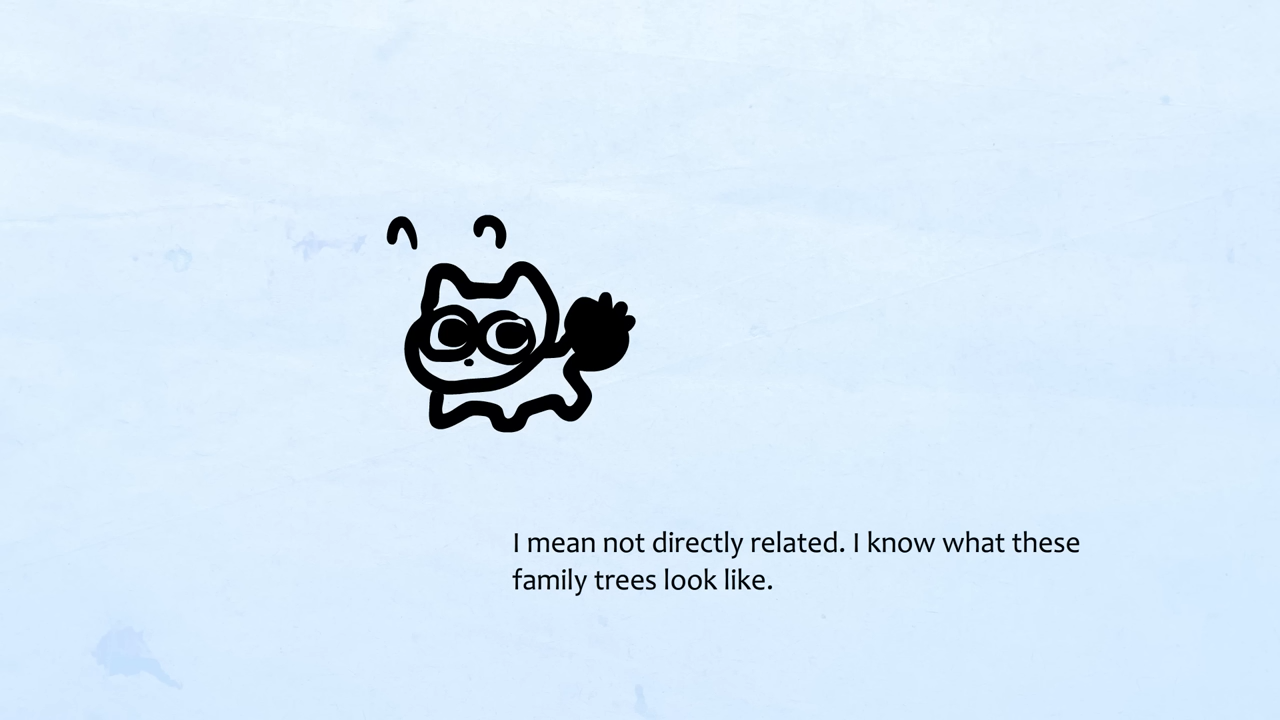 I mean not directly related. I know what these
family trees look like.